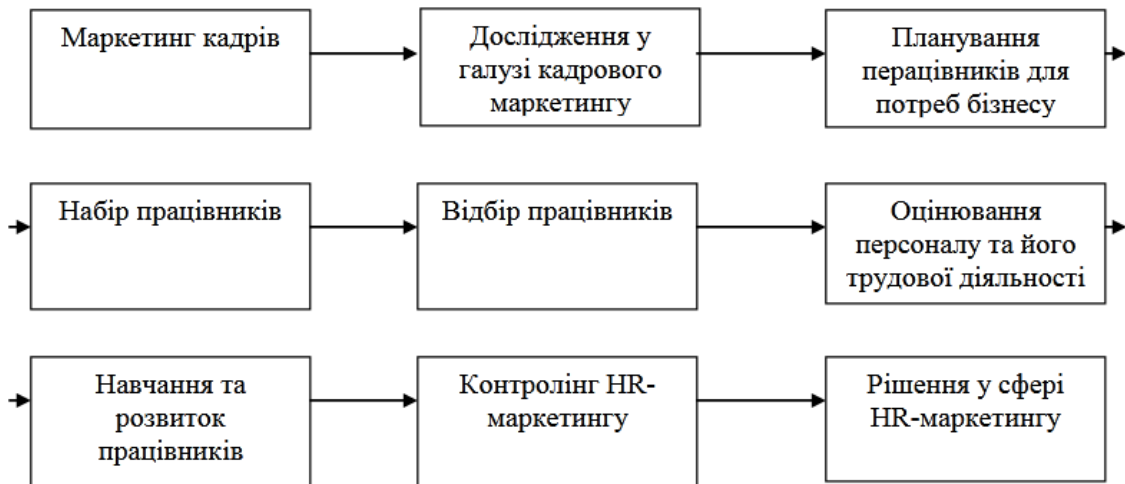 Маркетинг кадрів
Дослідження у
галузі кадрового
маркетингу
Планування
перацівників для
потреб бізнесу
Набір працівників
Відбір працівників
Оцінювання
персоналу та його
трудової діяльності
Навчання та
розвиток
працівників
Контролінг HR-
маркетингу
Рішення у сфері
HR-маркетингу